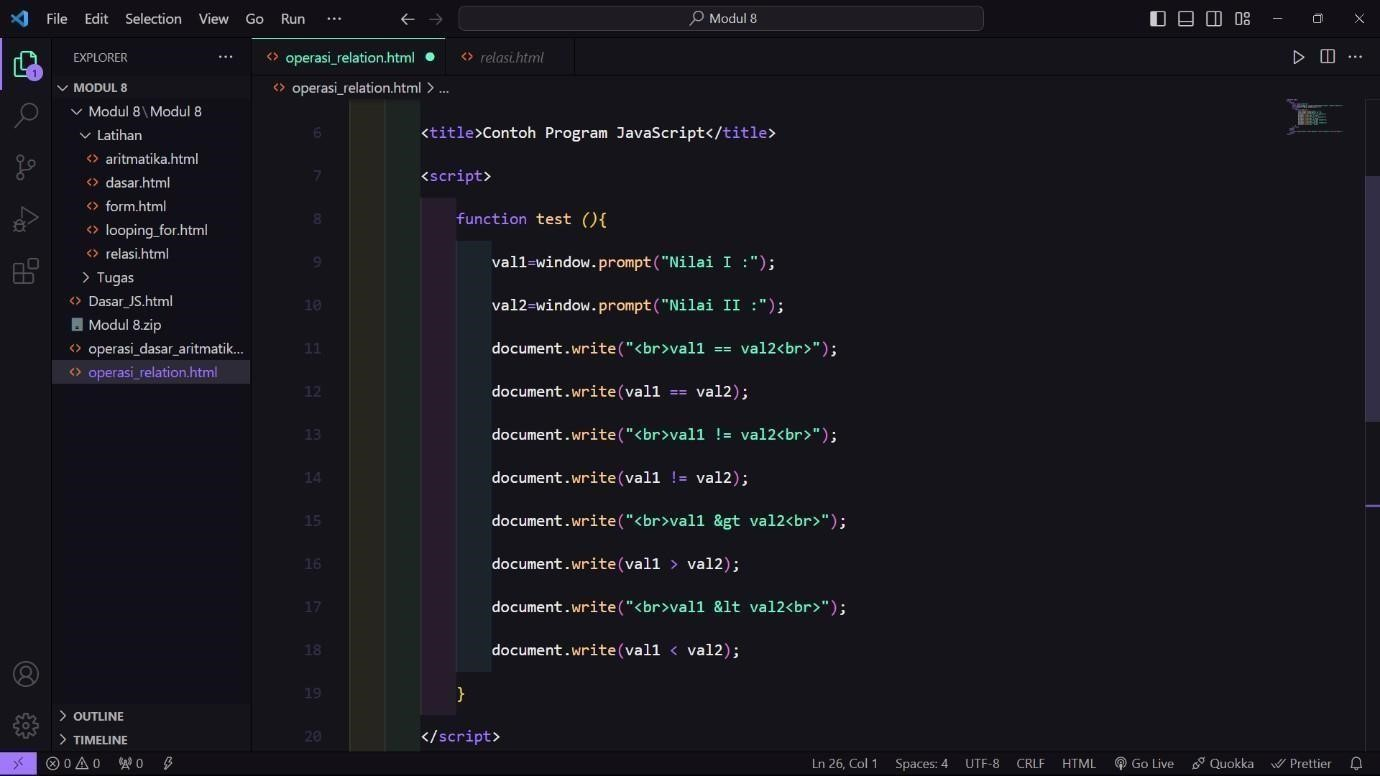 File Edit Selection View Go Run ···
Modul 8
EXPLORER ···
MODUL 8
Modul 8\Modul 8
Latihan
aritmatika.html
dasar.html
form.html
looping_for.html
relasi.html
Tugas
Dasar_JS.html
Modul 8.zip
operasi_dasar_aritmatik...
operasi_relation.html
OUTLINE
TIMELINE
1
operasi_relation.html
relasi.html
operasi_relation.html > ...
6 <title>Contoh Program JavaScript</title>
7 <script>
8 function test (){
9 val1=window.prompt("Nilai I :");
10 val2=window.prompt("Nilai II :");
11 document.write("<br>val1 == val2<br>");
12 document.write(val1 == val2);
13 document.write("<br>val1 != val2<br>");
14 document.write(val1 != val2);
15 document.write("<br>val1 &gt val2<br>");
16 document.write(val1 > val2);
17 document.write("<br>val1 &lt val2<br>");
18 document.write(val1 < val2);
19 }
20 </script>
0 0 0 Ln 26, Col 1 Spaces: 4 UTF-8 CRLF HTML Go Live Quokka Prettier